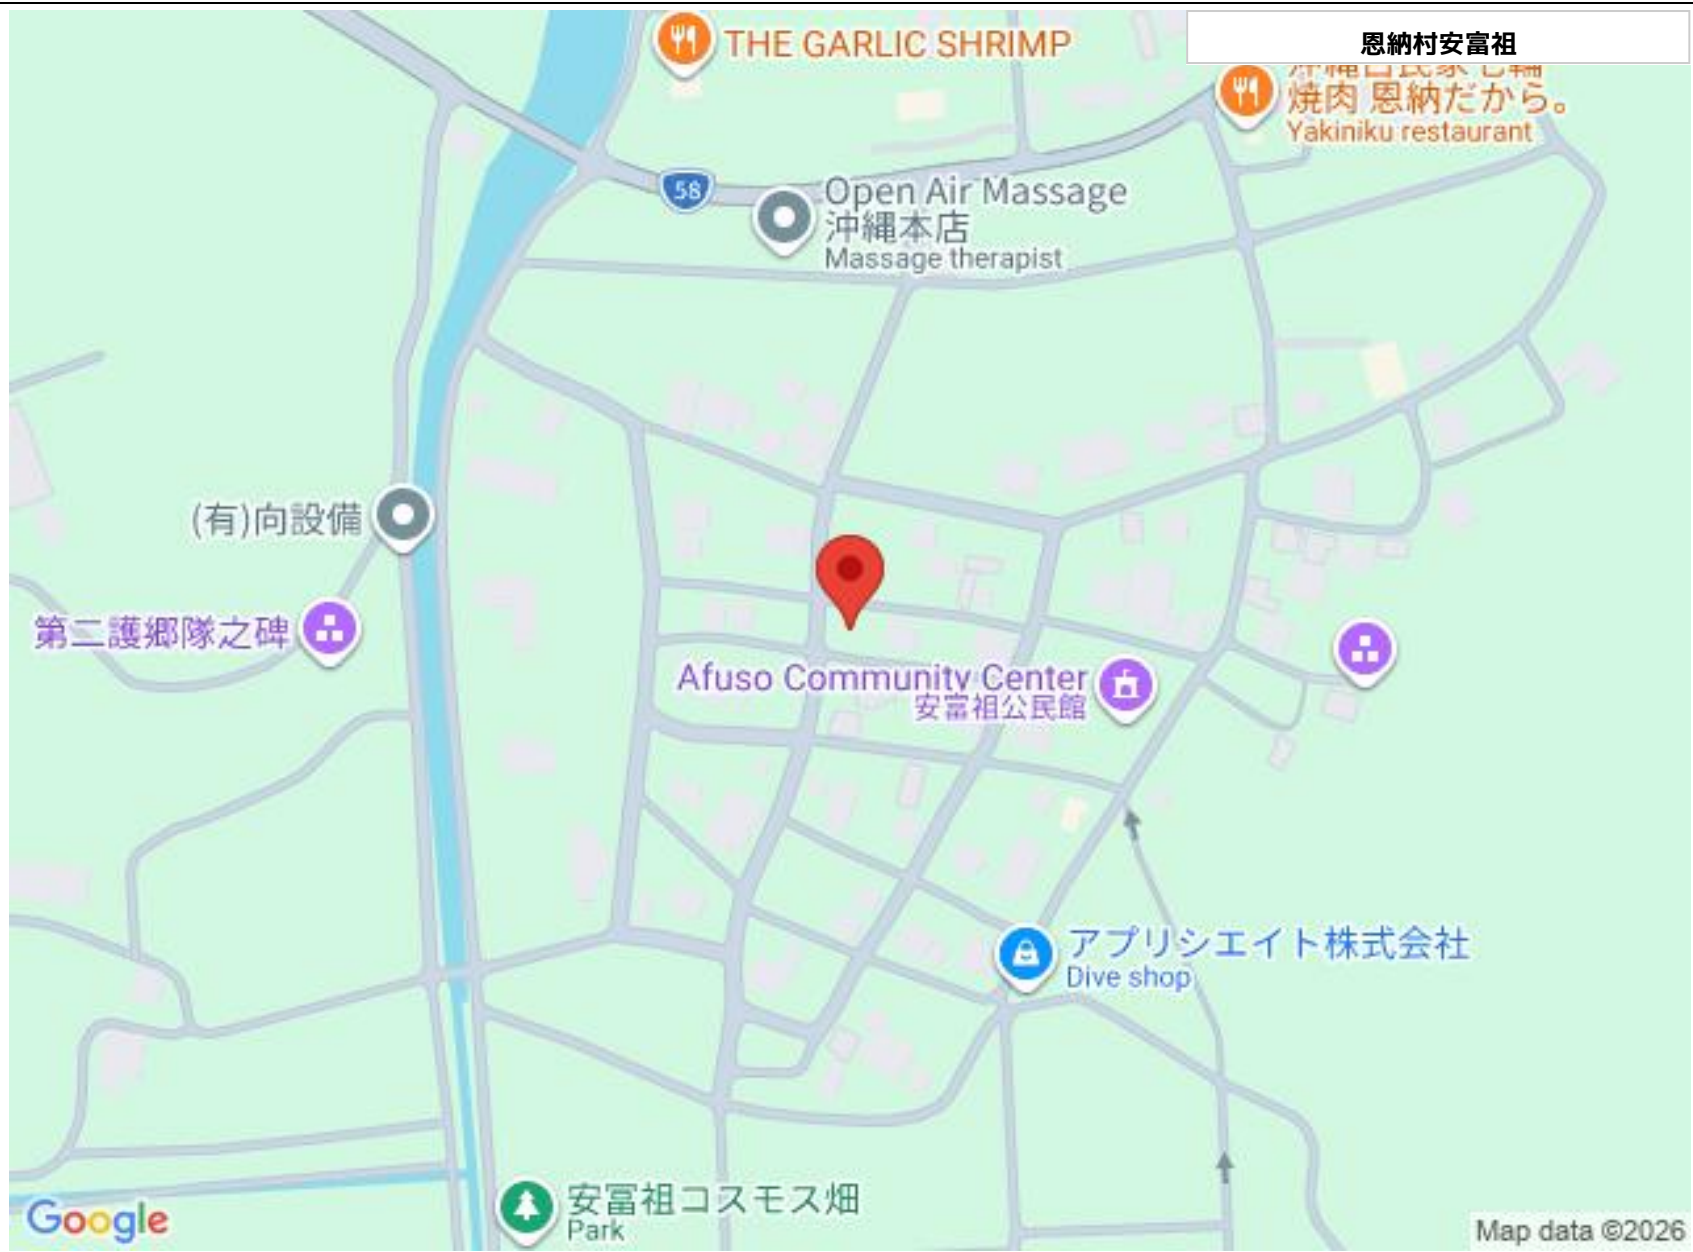 恩納村安富祖
THE GARLIC SHRIMP
焼肉 恩納だから。
Yakiniku restaurant
58
Open Air Massage
沖縄本店
Massage therapist
(有)向設備
第二護郷隊之碑
Afuso Community Center
安富祖公民館
アプリシエイト株式会社
Dive shop
安冨祖コスモス畑
Park
Google
Map data ©2026